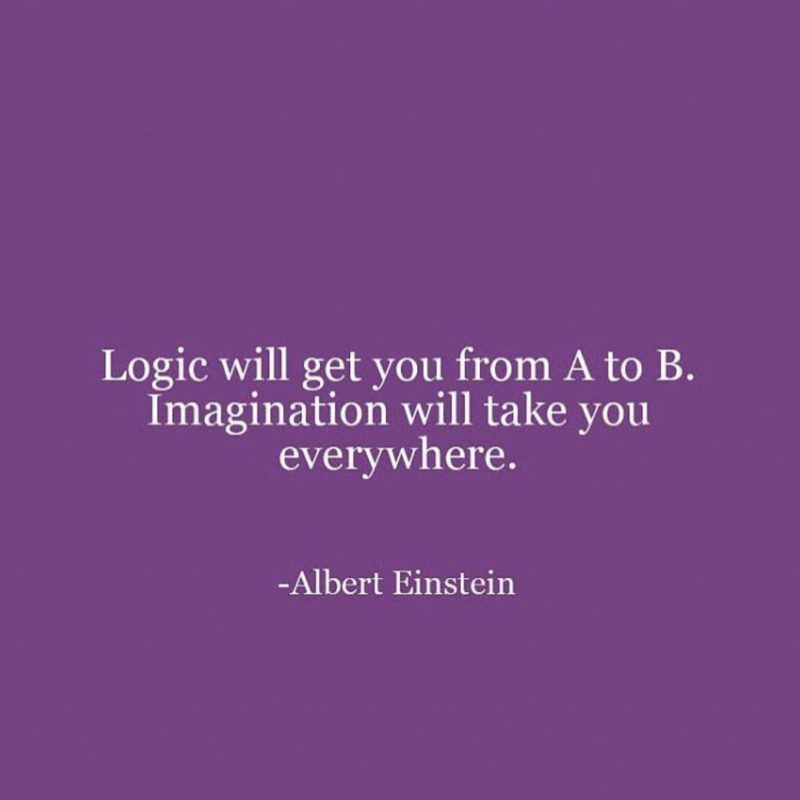 Logic will get you from A to B.
Imagination will take you
everywhere.
-Albert Einstein